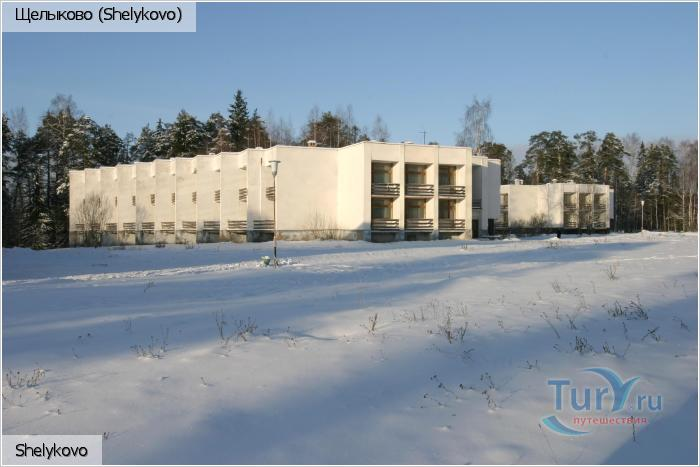 Щелыково (Shelykovo)
Tury.ru
путешествия
Shelykovo